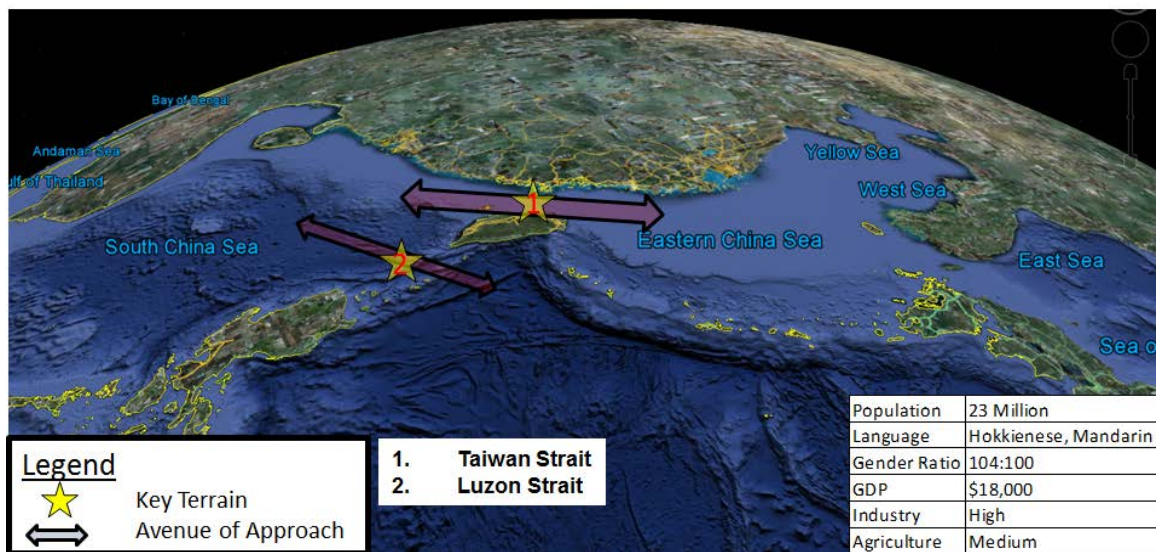 Bay of Bengal
Yellow Sea
Andaman Sea
ulf of Thailand
West Sea
1
South China Sea
Eastern China Sea
2
East Sea
Sea o
Population 23 Million
Language Hokkienese, Mandarin
Gender Ratio 104:100
GDP $18,000
Industry High
Agriculture Medium
Legend
Key Terrain
Avenue of Approach
1. Taiwan Strait
2. Luzon Strait